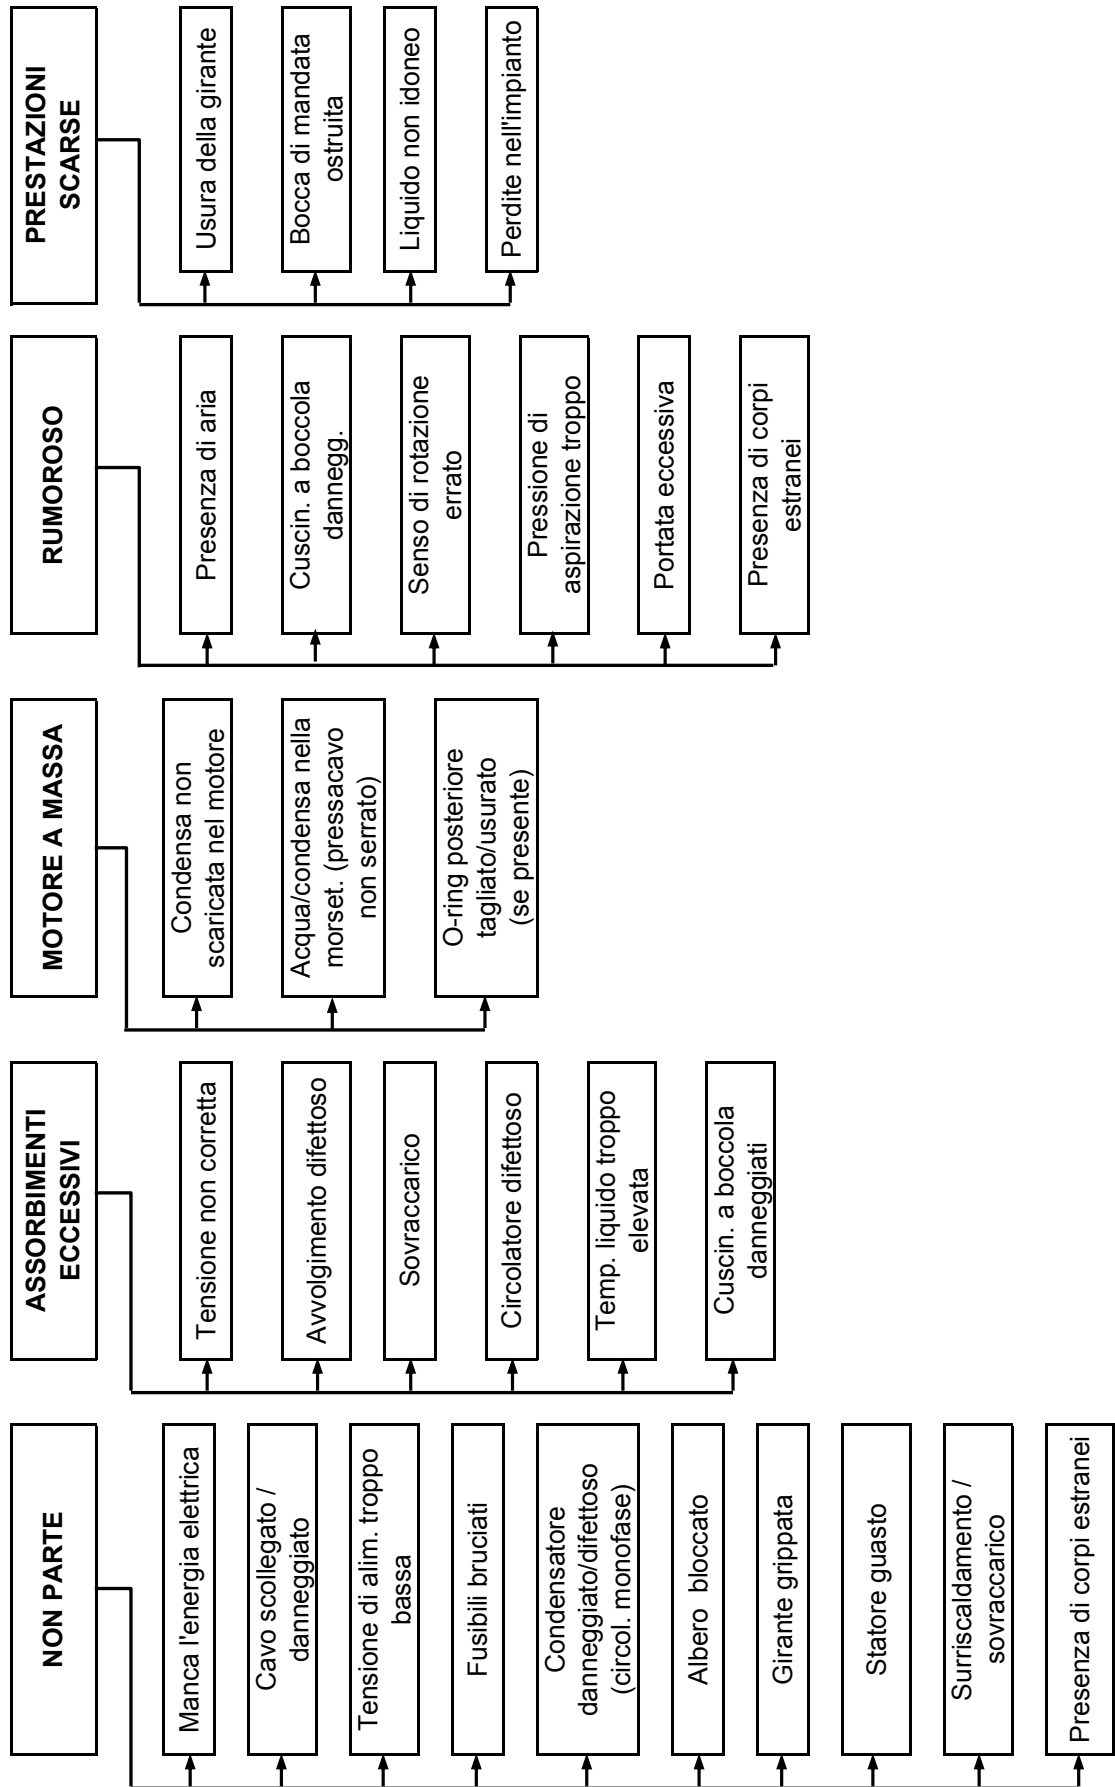 NON PARTE
Manca l'energia elettrica
Cavo scollegato /
danneggiato
Tensione di alim. troppo
bassa
Fusibili bruciati
Condensatore
danneggiato/difettoso
(circol. monofase)
Albero bloccato
Girante grippata
Statore guasto
Surriscaldamento /
sovraccarico
Presenza di corpi estranei
ASSORBIMENTI
ECCESSIVI
Tensione non corretta
Avvolgimento difettoso
Sovraccarico
Circolatore difettoso
Temp. liquido troppo
elevata
Cuscin. a boccola
danneggiati
MOTORE A MASSA
Condensa non
scaricata nel motore
Acqua/condensa nella
morset. (pressacavo
non serrato)
O-ring posteriore
tagliato/usurato
(se presente)
RUMOROSO
Presenza di aria
Cuscin. a boccola
dannegg.
Senso di rotazione
errato
Pressione di
aspirazione troppo
Portata eccessiva
Presenza di corpi
estranei
PRESTAZIONI
SCARSE
Usura della girante
Bocca di mandata
ostruita
Liquido non idoneo
Perdite nell'impianto